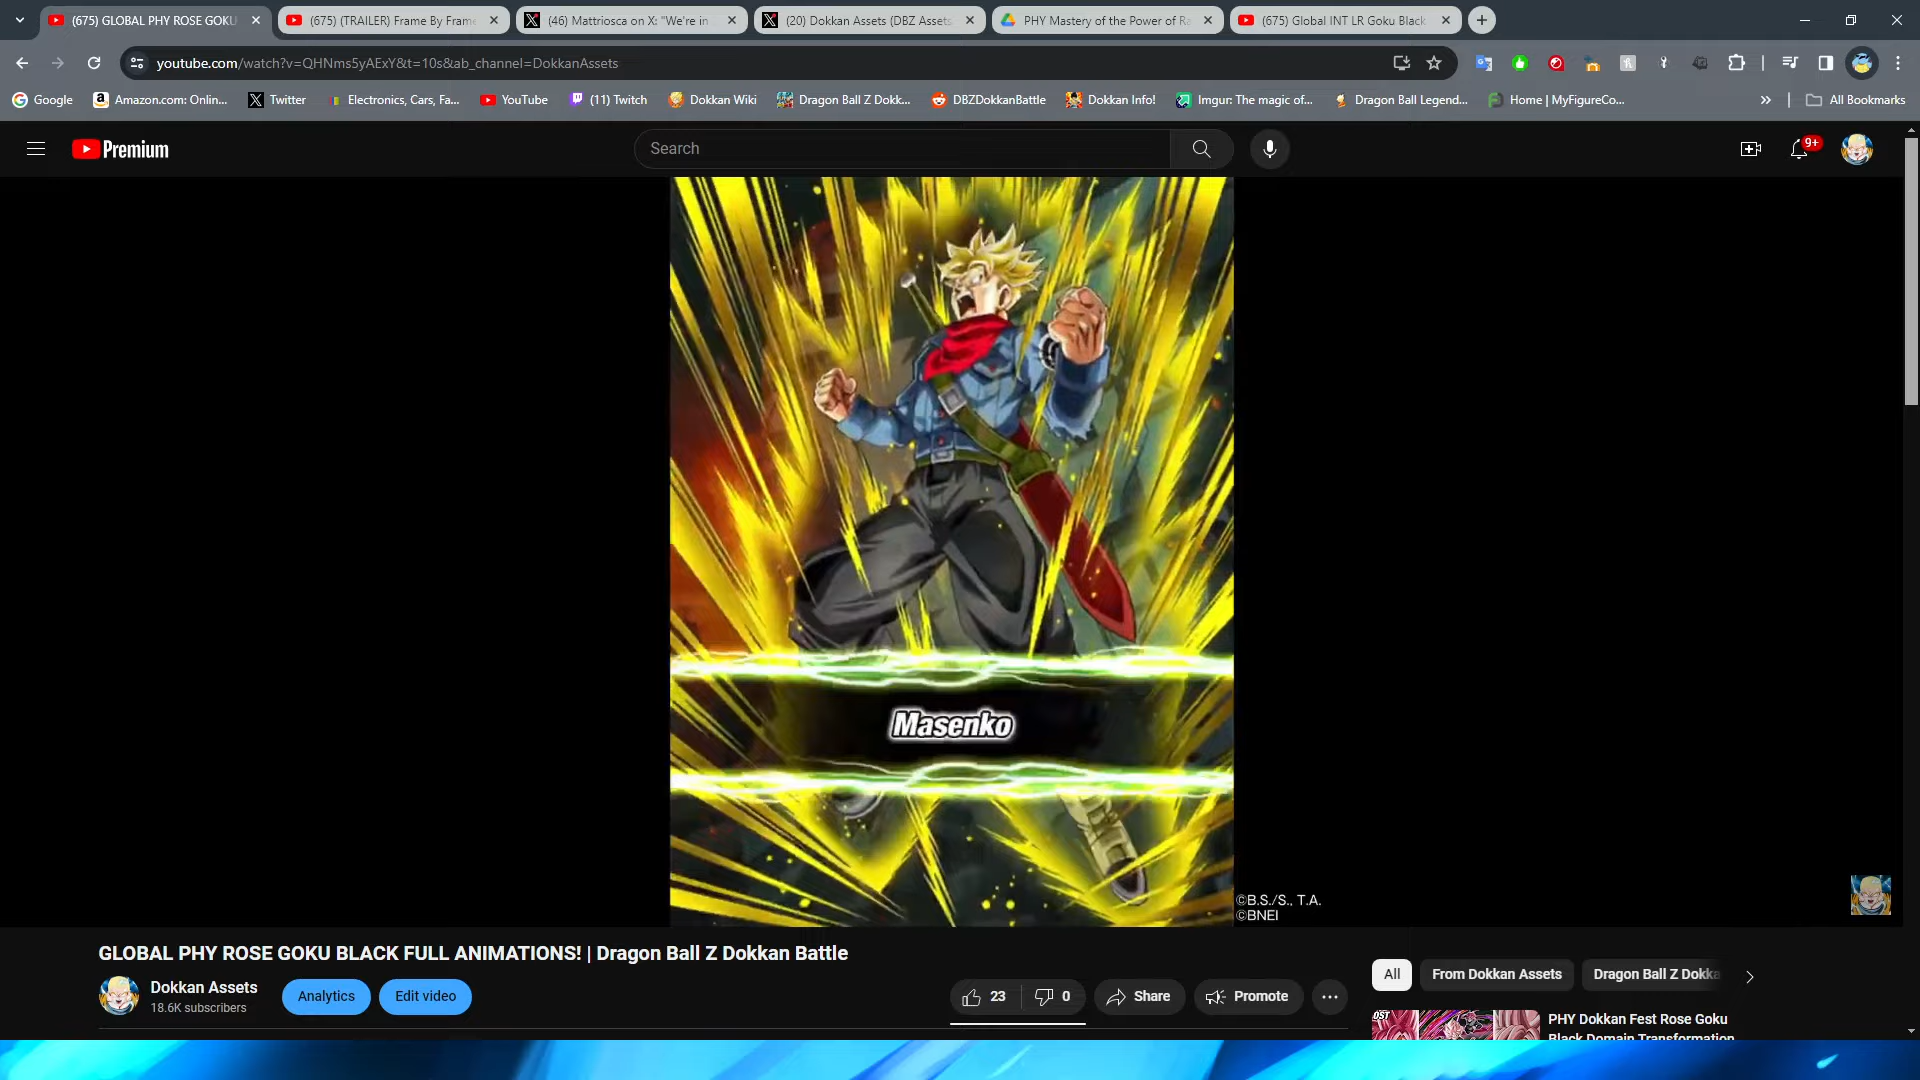 (675) GLOBAL PHY ROSE GOKU
(675) (TRAILER) Frame By Frame
(46) Mattriosca on X: "We're in
(20) Dokkan Assets (DBZ Assets
PHY Mastery of the Power of Ra
(675) Global INT LR Goku Black
youtube.com/watch?v=QHNms5yAExY&t=10s&ab_channel=DokkanAssets
Google
Amazon.com: Onlin...
Twitter
Electronics, Cars, Fa...
YouTube
(11) Twitch
Dokkan Wiki
Dragon Ball Z Dokk...
DBZDokkanBattle
Dokkan Info!
Imgur: The magic of...
Dragon Ball Legend...
Home | MyFigureCo...
All Bookmarks
Premium
Search
9+
Masenko
©B.S./S., T.A.
©BNEI
GLOBAL PHY ROSE GOKU BLACK FULL ANIMATIONS! | Dragon Ball Z Dokkan Battle
Dokkan Assets
18.6K subscribers
Analytics
Edit video
23
0
Share
Promote
All
From Dokkan Assets
Dragon Ball Z Dokka
OST
PHY Dokkan Fest Rose Goku
Black Domain Transformation